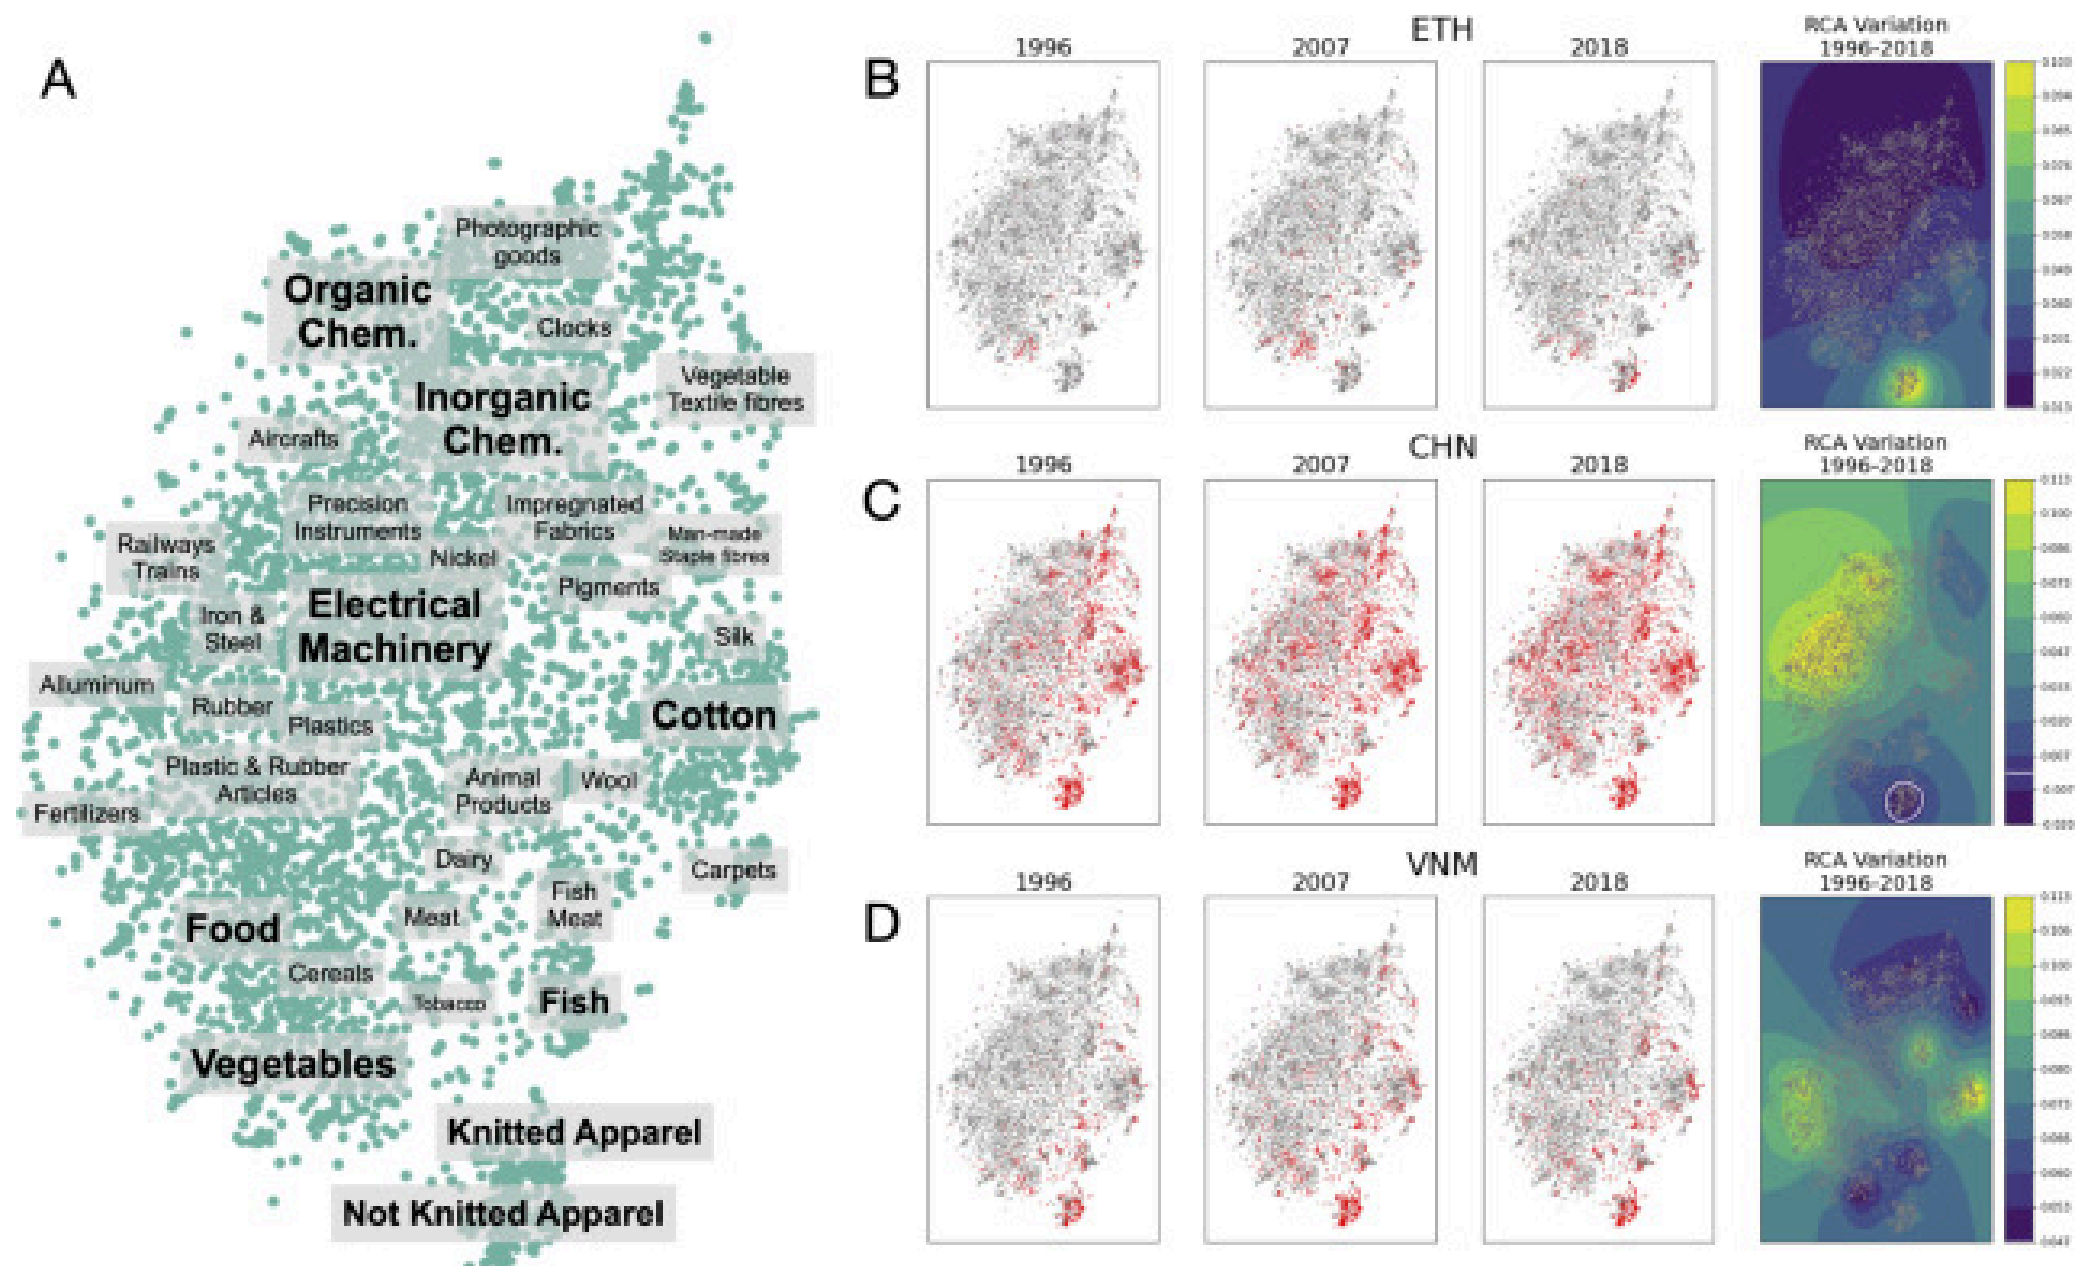 A
Photographic
goods
Organic
Chem.
Clocks
Vegetable
Textile fibres
Inorganic
Chem.
Aircrafts
Precision
Instruments
Impregnated
Fabrics
Railways
Trains
Nickel
Man-made
Staple fibres
Pigments
Iron &
Steel
Electrical
Machinery
Silk
Alluminum
Rubber
Plastics
Cotton
Plastic & Rubber
Articles
Animal
Products
Wool
Fertilizers
Dairy
Carpets
Fish
Meat
Meat
Food
Cereals
Tobacco
Fish
Vegetables
Knitted Apparel
Not Knitted Apparel
B
ETH
1996
2007
2018
RCA Variation
1996-2018
C
CHN
1996
2007
2018
RCA Variation
1996-2018
D
VNM
1996
2007
2018
RCA Variation
1996-2018